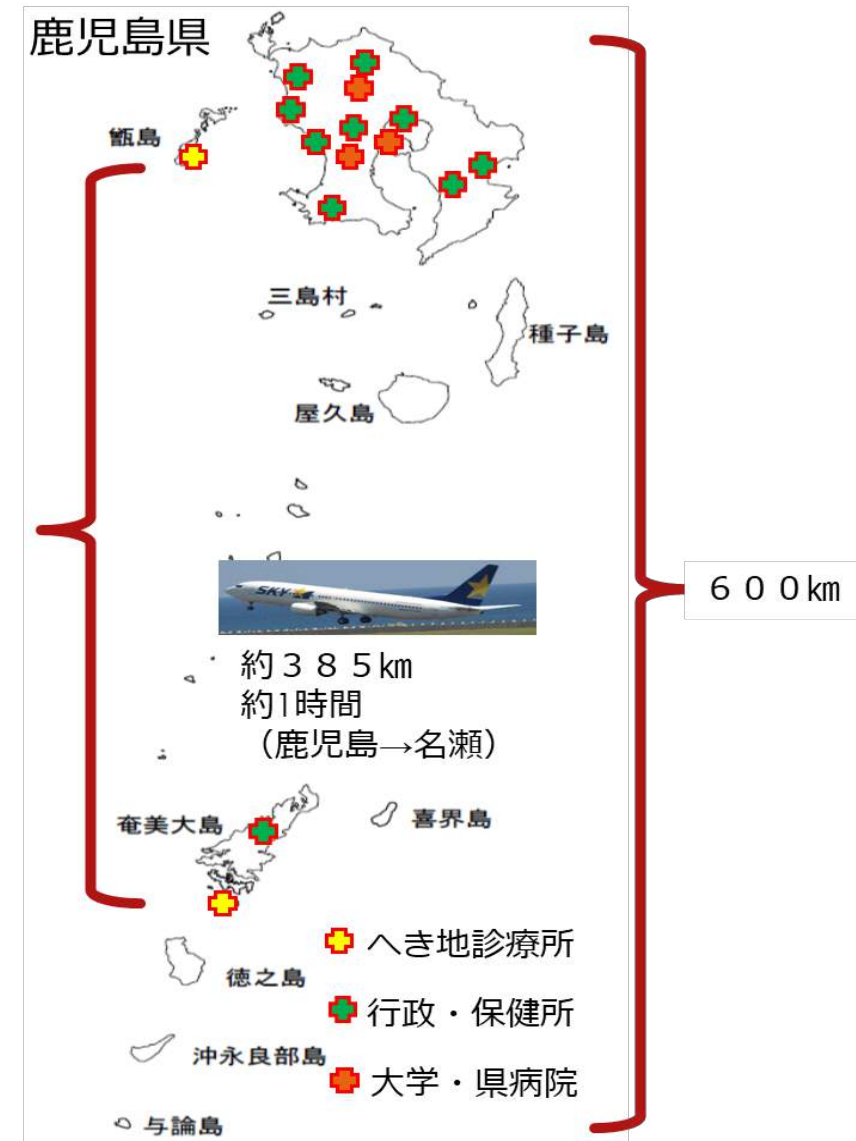 鹿児島県
甑島
三島村
種子島
屋久島
SKY
約３８５㎞
約1時間
（鹿児島→名瀬）
６００㎞
奄美大島
喜界島
へき地診療所
徳之島
行政・保健所
沖永良部島
大学・県病院
与論島